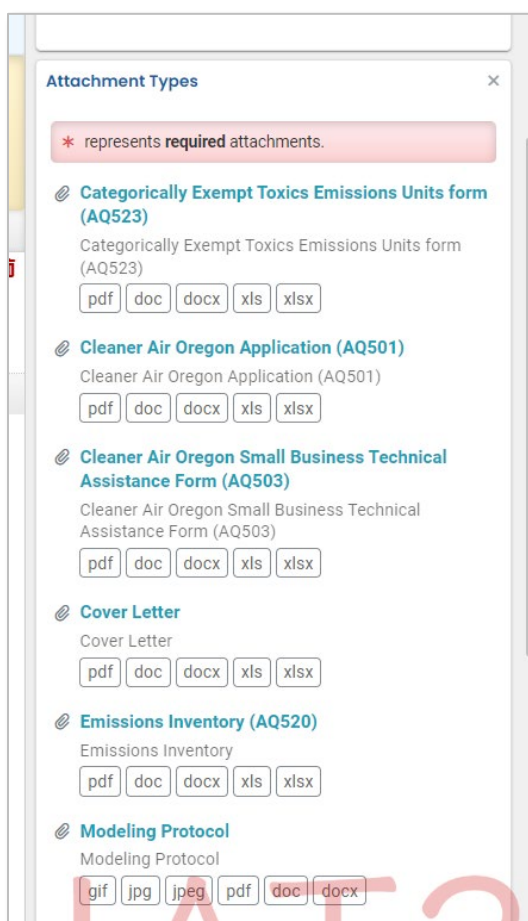 Attachment Types ×
* represents required attachments.
Categorically Exempt Toxics Emissions Units form
(AQ523)
Categorically Exempt Toxics Emissions Units form
(AQ523)
pdf doc docx xls xlsx
Cleaner Air Oregon Application (AQ501)
Cleaner Air Oregon Application (AQ501)
pdf doc docx xls xlsx
Cleaner Air Oregon Small Business Technical
Assistance Form (AQ503)
Cleaner Air Oregon Small Business Technical
Assistance Form (AQ503)
pdf doc docx xls xlsx
Cover Letter
Cover Letter
pdf doc docx xls xlsx
Emissions Inventory (AQ520)
Emissions Inventory
pdf doc docx xls xlsx
Modeling Protocol
Modeling Protocol
gif jpg jpeg pdf doc docx